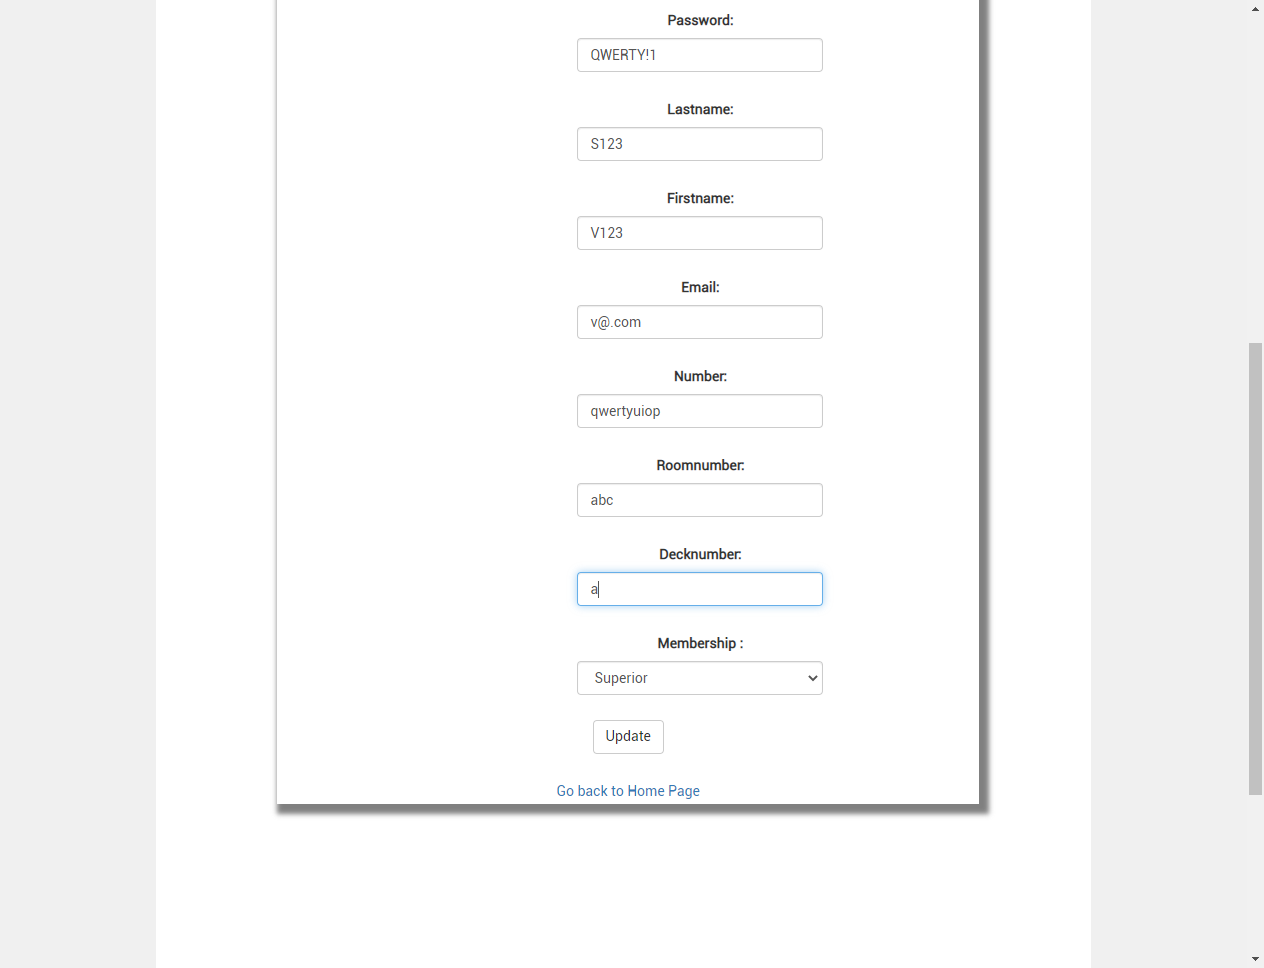 Password:
QWERTY!1
Lastname:
S123
Firstname:
V123
Email:
v@.com
Number:
qwertyuiop
Roomnumber:
abc
Decknumber:
a
Membership :
Superior
Update
Go back to Home Page